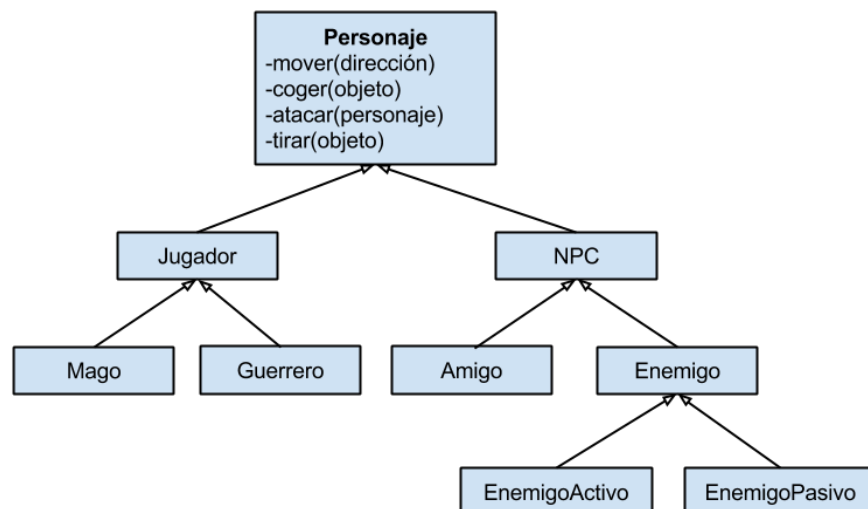 Personaje
-mover(dirección)
-coger(objeto)
-atacar(personaje)
-tirar(objeto)
Jugador
NPC
Mago
Guerrero
Amigo
Enemigo
EnemigoActivo
EnemigoPasivo